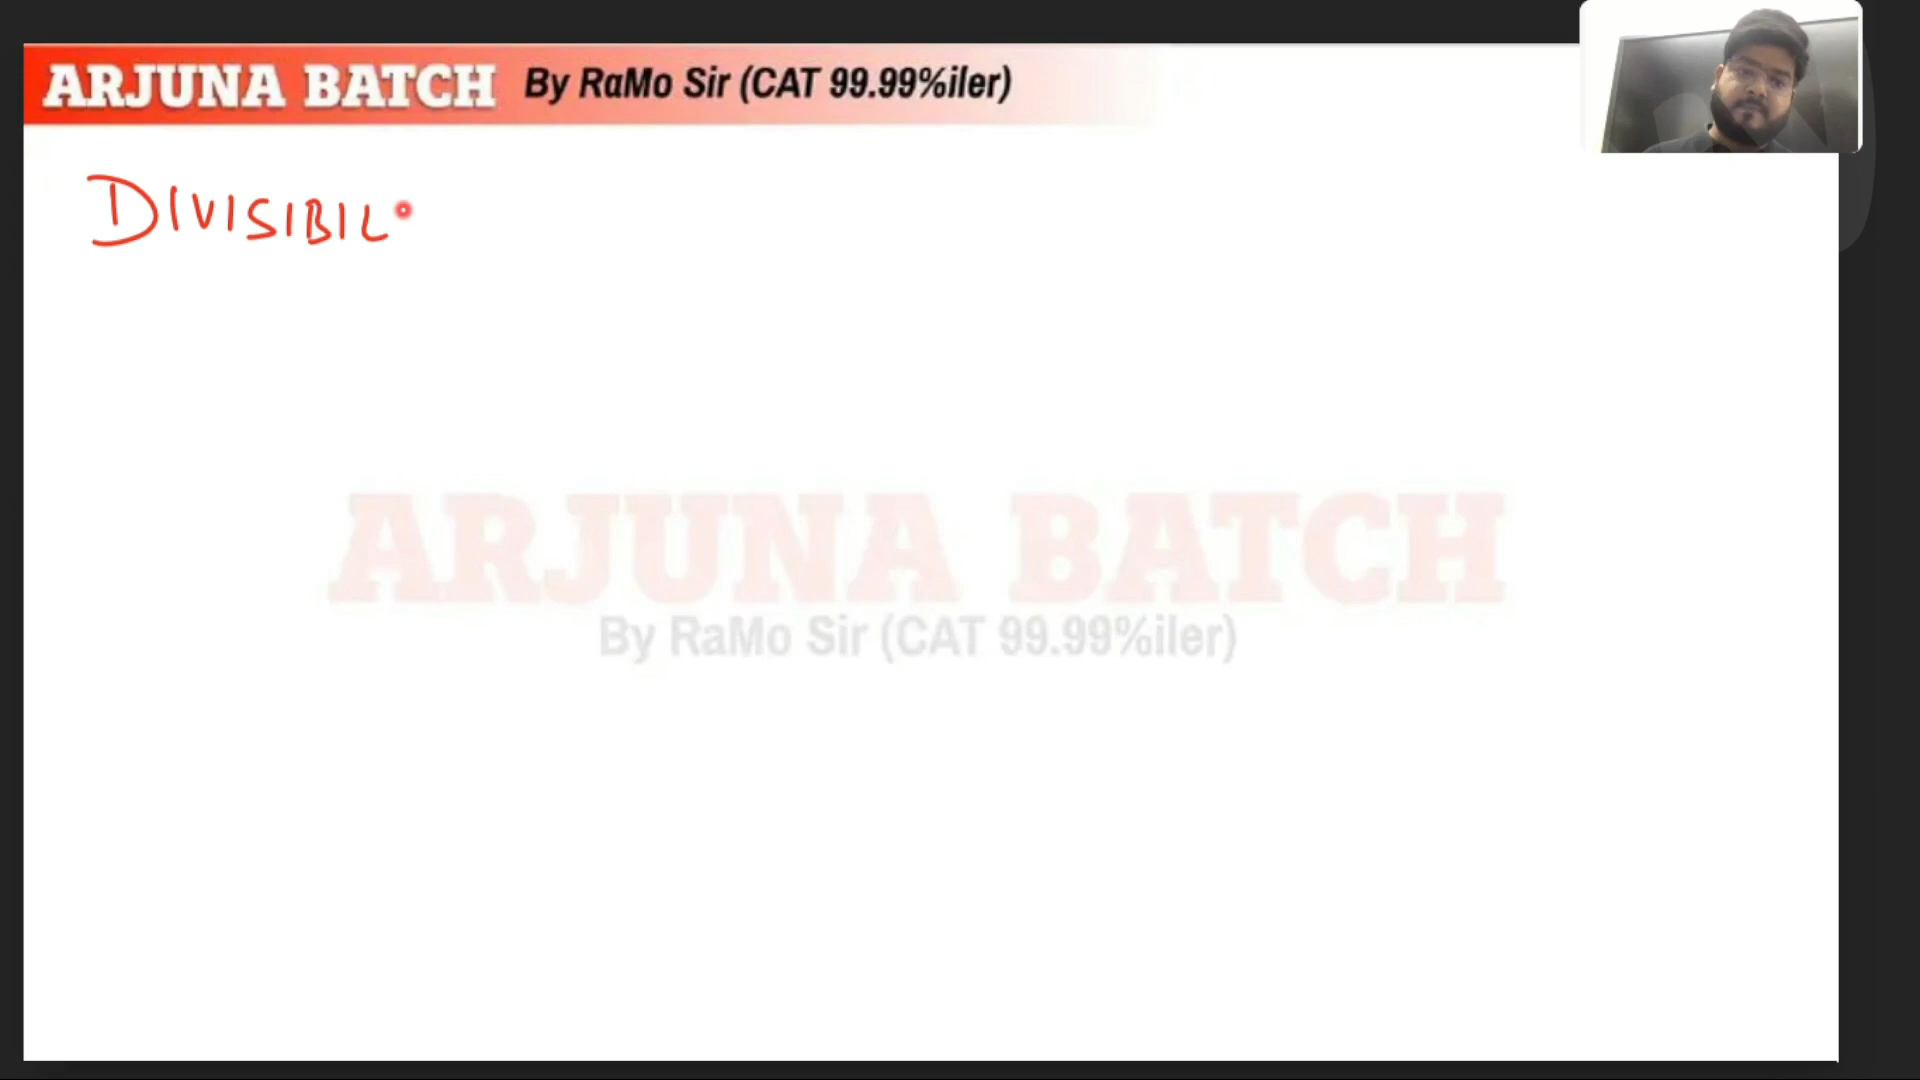 ARJUNA BATCH By RaMo Sir (CAT 99.99%iler)
DIVISIBIL
ARJUNA BATCH
By RaMo Sir (CAT 99.99%iler)